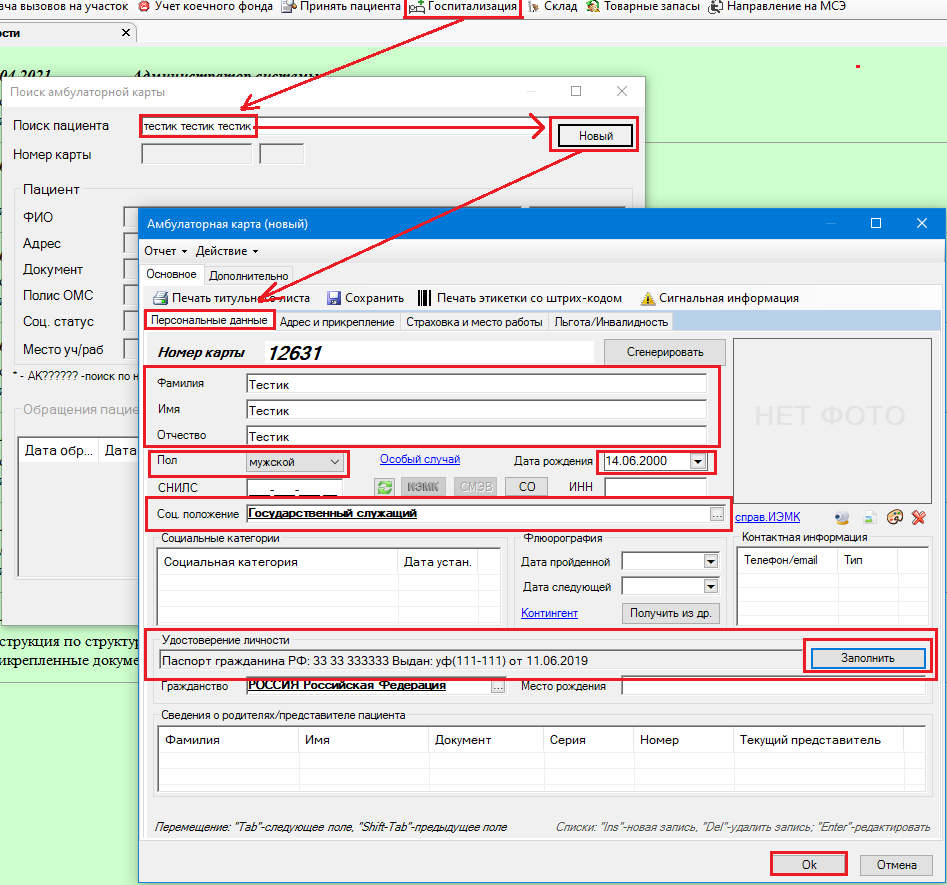 ача вызовов на участок Учет коечного фонда Принять пациента Госпитализация Склад Товарные запасы Направление на МСЭ
сти ×
04.2021 Администратор системы
Поиск амбулаторной карты
Поиск пациента тестик тестик тестик Новый
Номер карты
Пациент
ФИО
Адрес
Документ
Полис ОМС
Соц. статус
Место уч/раб
* - АК?????? -поиск по н
Обращения пацие
Дата обр... Дата
струкция по структур
икрепленные докуме
Амбулаторная карта (новый)
Отчет Действие
Основное Дополнительно
Печать титульного листа Сохранить Печать этикетки со штрих-кодом Сигнальная информация
Персональные данные Адрес и прикрепление Страховка и место работы Льгота/Инвалидность
Номер карты 12631 Сгенерировать
Фамилия Тестик
Имя Тестик
Отчество Тестик
НЕТ ФОТО
Пол мужской Особый случай Дата рождения 14.06.2000
СНИЛС _ _ - _ _ - _ _ ИЭМК СМЭВ СО ИНН
Соц. положение Государственный служащий ... справ.ИЭМК
Социальные категории Флюорография Контактная информация
Социальная категория Дата устан. Дата пройденной Телефон/email Тип
Дата следующей
Контингент Получить из др.
Удостоверение личности
Паспорт гражданина РФ: 33 33 333333 Выдан: уф(111-111) от 11.06.2019 Заполнить
Гражданство РОССИЯ Российская Федерация ... Место рождения
Сведения о родителях/представителе пациента
Фамилия Имя Документ Серия Номер Текущий представитель
Перемещение: "Tab"-следующее поле, "Shift-Tab"-предыдущее поле Списки: "Ins"-новая запись, "Del"-удалить запись; "Enter"-редактировать
Ok Отмена